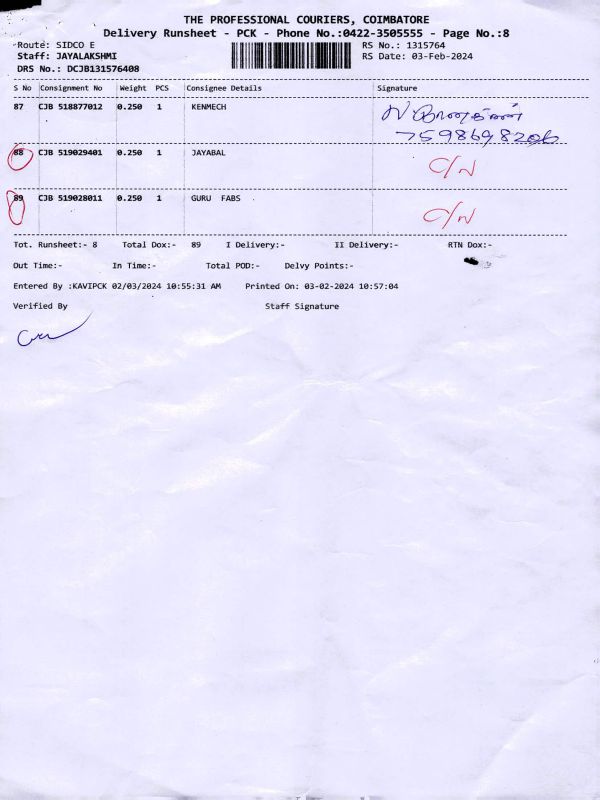 THE PROFESSIONAL COURIERS, COIMBATORE
Delivery Runsheet - PCK - Phone No.:0422-3505555 - Page No.:8
Route: SIDCO E RS No.: 1315764
Staff: JAYALAKSHMI RS Date: 03-Feb-2024
DRS No.: DCJB131576408
S No Consignment No Weight PCS Consignee Details Signature
87 CJB 518877012 0.250 1 KENMECH
88 CJB 519029401 0.250 1 JAYABAL C/N
89 CJB 519028011 0.250 1 GURU FABS C/N
Tot. Runsheet:- 8 Total Dox:- 89 I Delivery:- II Delivery:- RTN Dox:-
Out Time:- In Time:- Total POD:- Delvy Points:-
Entered By :KAVIPCK 02/03/2024 10:55:31 AM Printed On: 03-02-2024 10:57:04
Verified By Staff Signature